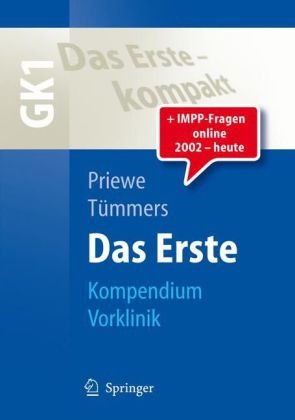 GK1
Das Erste-
kompakt
+ IMPP-Fragen
online
2002 – heute
Priewe
Tümmers
Das Erste
Kompendium
Vorklinik
Springer